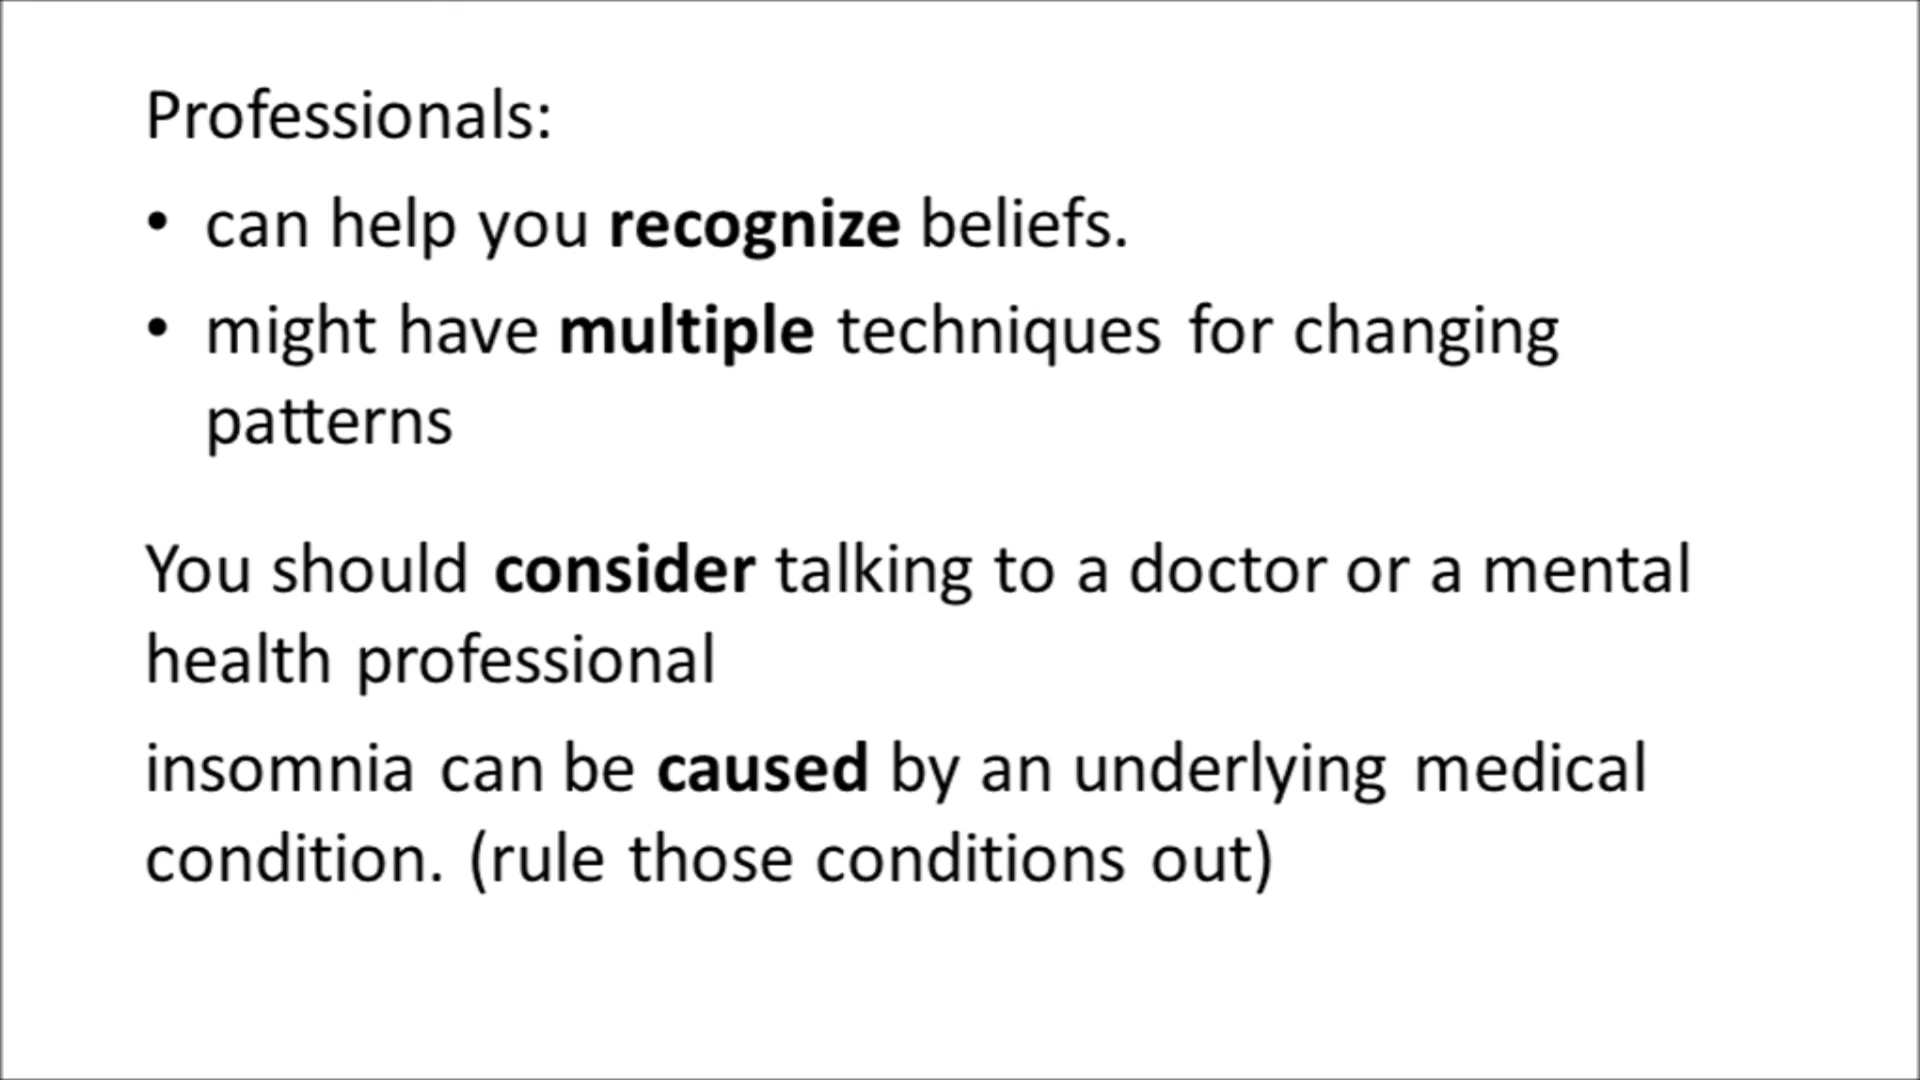 Professionals:
• can help you recognize beliefs.
• might have multiple techniques for changing
patterns
You should consider talking to a doctor or a mental
health professional
insomnia can be caused by an underlying medical
condition. (rule those conditions out)